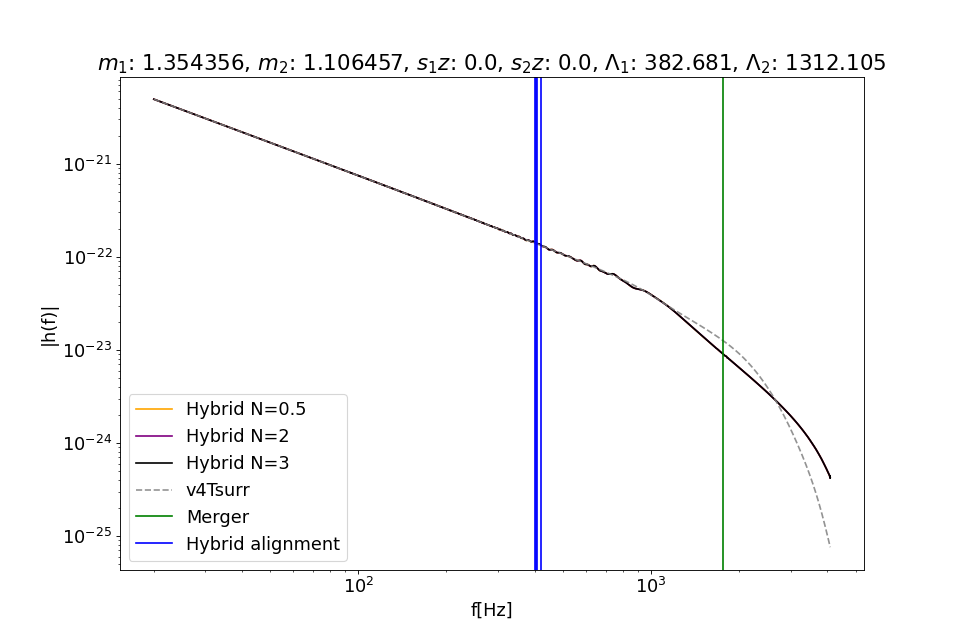 m₁: 1.354356, m₂: 1.106457, s₁z: 0.0, s₂z: 0.0, Λ₁: 382.681, Λ₂: 1312.105
10⁻²¹
10⁻²²
10⁻²³
10⁻²⁴
10⁻²⁵
|h(f)|
Hybrid N=0.5
Hybrid N=2
Hybrid N=3
v4Tsurr
Merger
Hybrid alignment
10² 10³
f[Hz]